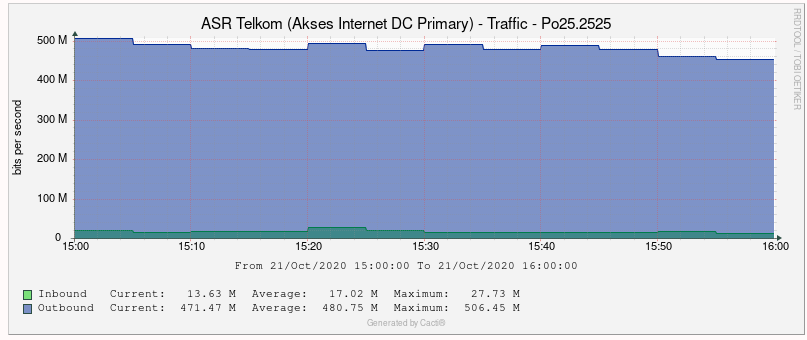 ASR Telkom (Akses Internet DC Primary) - Traffic - Po25.2525
RRDTOOL / TOBI OETIKER
bits per second
500 M
400 M
300 M
200 M
100 M
0
15:00 15:10 15:20 15:30 15:40 15:50 16:00
From 21/Oct/2020 15:00:00 To 21/Oct/2020 16:00:00
Inbound Current: 13.63 M Average: 17.02 M Maximum: 27.73 M
Outbound Current: 471.47 M Average: 480.75 M Maximum: 506.45 M
Generated by Cacti®